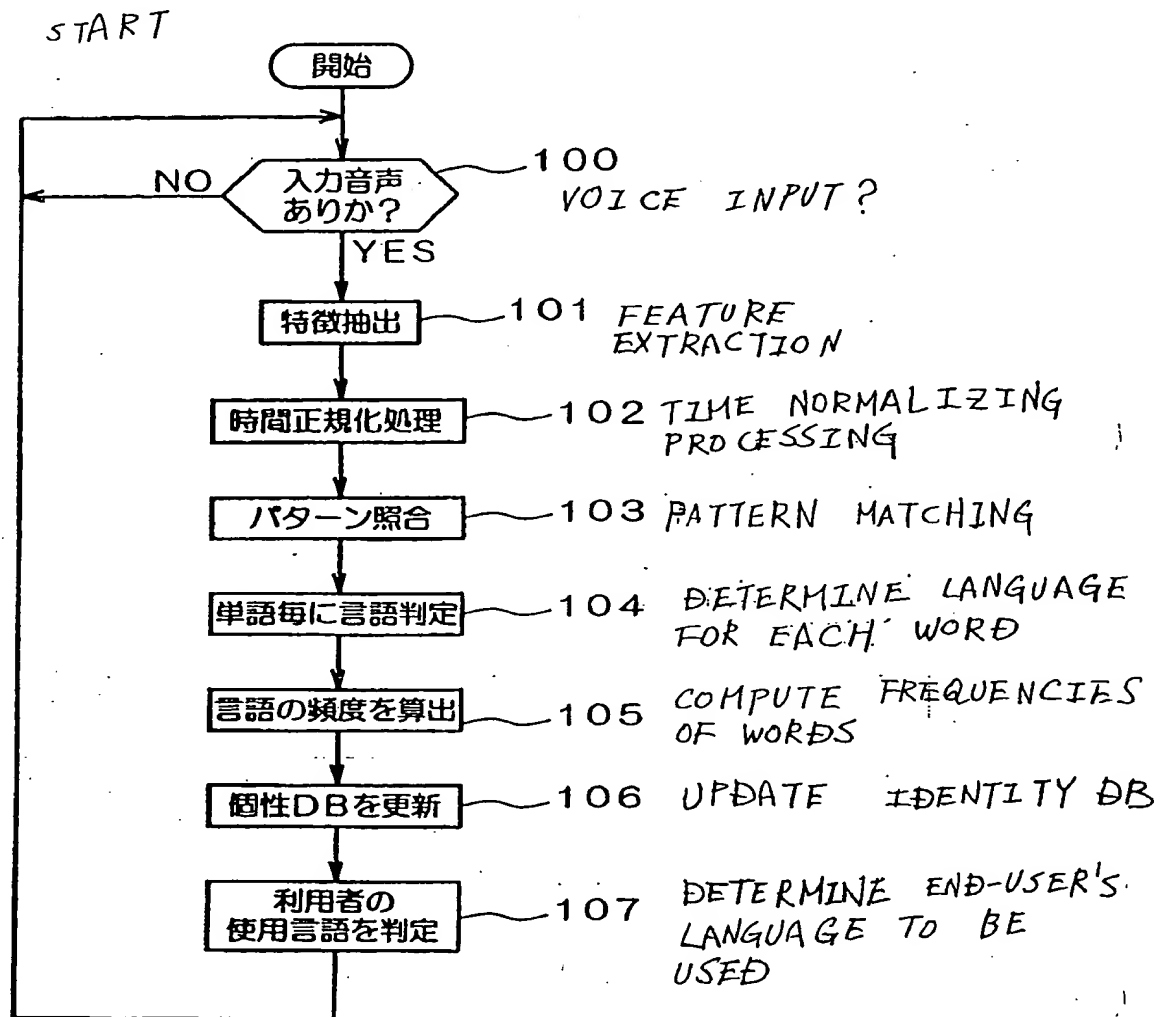 START
開始
入力音声
ありか?
NO
YES
100
VOICE INPUT?
特徴抽出
101 FEATURE
EXTRACTION
時間正規化処理
102 TIME NORMALIZING
PROCESSING
パターン照合
103 PATTERN MATCHING
単語毎に言語判定
104 DETERMINE LANGUAGE
FOR EACH WORD
言語の頻度を算出
105 COMPUTE FREQUENCIES
OF WORDS
個性DBを更新
106 UPDATE IDENTITY DB
利用者の
使用言語を判定
107 DETERMINE END-USER'S
LANGUAGE TO BE
USED